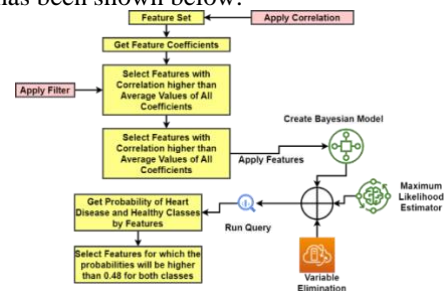 has been shown below.
Feature Set
Apply Correlation
Get Feature Coefficients
Select Features with
Correlation higher than
Average Values of All
Coefficients
Apply Filter
Select Features with
Correlation higher than
Average Values of All
Coefficients
Apply Features
Create Bayesian Model
Maximum
Likelihood
Estimator
Get Probability of Heart
Disease and Healthy Classes
by Features
Run Query
Select Features for which the
probabilities will be higher
than 0.48 for both classes
Variable
Elimination